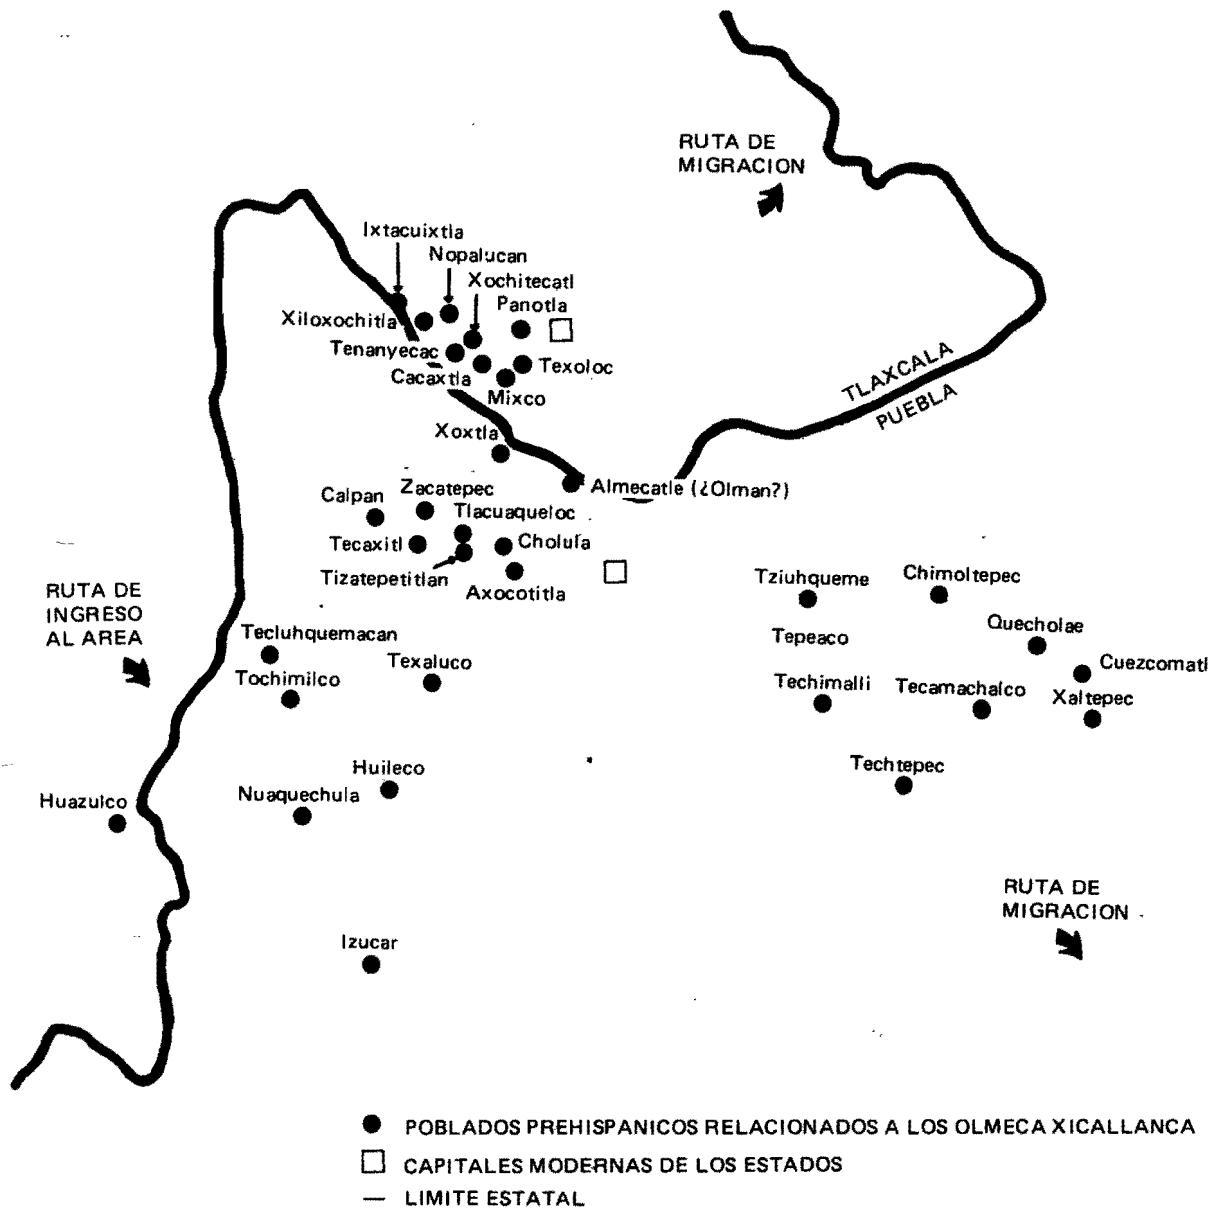 RUTA DE
MIGRACION
Ixtacuixtla
Nopalucan
Xochitecatl
Panotla
Xiloxochitla
Tenanyecac
Texoloc
Cacaxtla
Mixco
TLAXCALA
PUEBLA
Xoxtla
Almecatle (¿Olman?)
Calpan
Zacatepec
Tlacuaqueloc
Tecaxitl
Cholula
Tizatepetitlan
Axocotitla
RUTA DE
INGRESO
AL AREA
Tziuhqueme
Chimoltepec
Quecholae
Tepeaco
Cuezcomatl
Tecluhquemacan
Texaluco
Tochimilco
Techimalli
Tecamachalco
Xaltepec
Huileco
Techtepec
Huazulco
Nuaquechula
RUTA DE
MIGRACION
Izucar
POBLADOS PREHISPANICOS RELACIONADOS A LOS OLMECA XICALLANCA
CAPITALES MODERNAS DE LOS ESTADOS
LIMITE ESTATAL